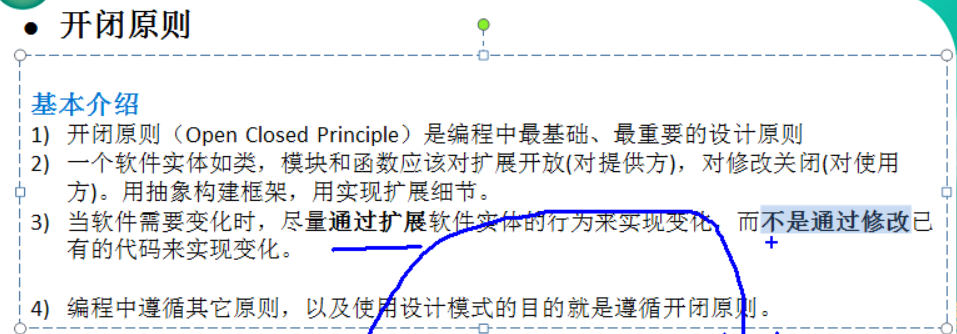 ● 开闭原则
基本介绍
1) 开闭原则（Open Closed Principle）是编程中最基础、最重要的设计原则
2) 一个软件实体如类，模块和函数应该对扩展开放(对提供方)，对修改关闭(对使用
方)。用抽象构建框架，用实现扩展细节。
3) 当软件需要变化时，尽量通过扩展软件实体的行为来实现变化，而不是通过修改已
有的代码来实现变化。
4) 编程中遵循其它原则，以及使用设计模式的目的就是遵循开闭原则。